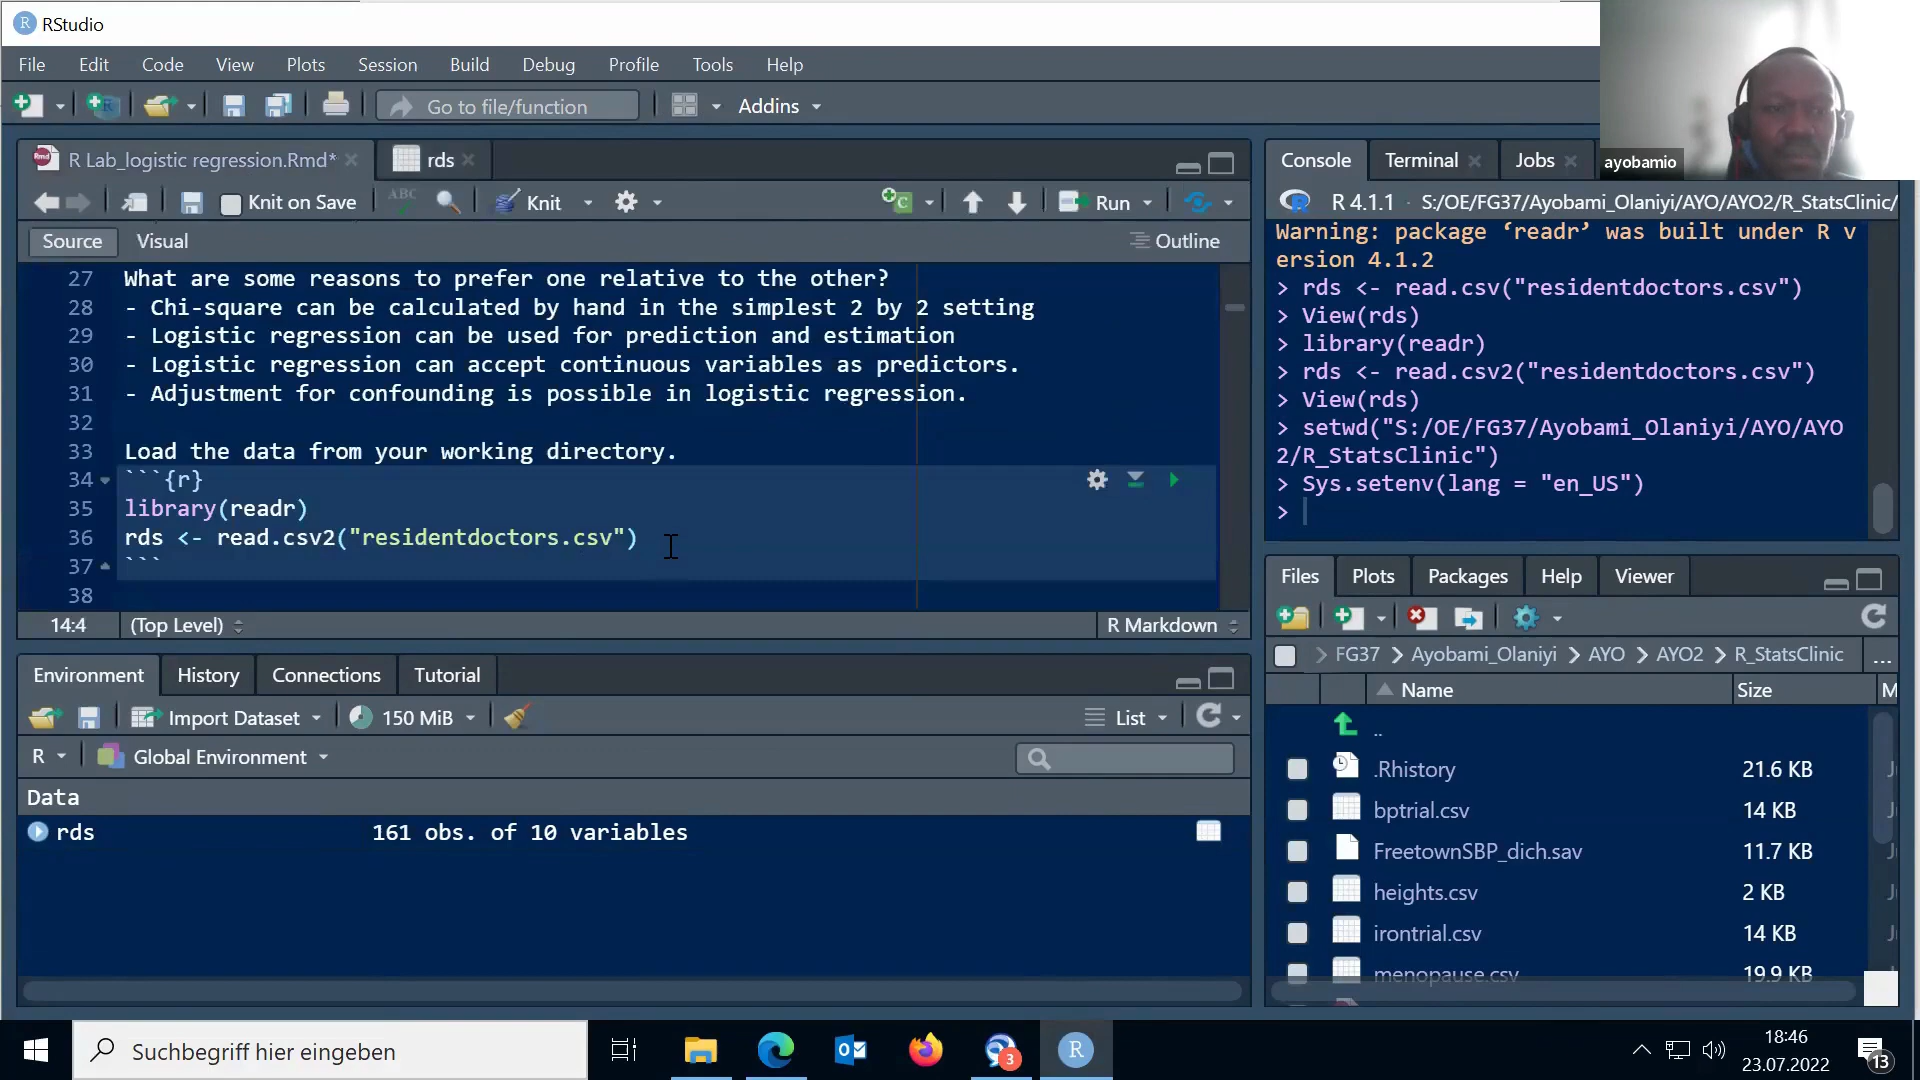 RStudio
File Edit Code View Plots Session Build Debug Profile Tools Help
Go to file/function
Addins
ayobamio
R Lab_logistic regression.Rmd*
rds
Knit on Save
ABC
Knit
Run
Source Visual
Outline
27 What are some reasons to prefer one relative to the other?
28 - Chi-square can be calculated by hand in the simplest 2 by 2 setting
29 - Logistic regression can be used for prediction and estimation
30 - Logistic regression can accept continuous variables as predictors.
31 - Adjustment for confounding is possible in logistic regression.
32
33 Load the data from your working directory.
34 ```{r}
35 library(readr)
36 rds <- read.csv2("residentdoctors.csv")
37 ```
38
14:4 (Top Level) R Markdown
Console Terminal Jobs
R 4.1.1 · S:/OE/FG37/Ayobami_Olaniyi/AYO/AYO2/R_StatsClinic/
Warning: package ‘readr’ was built under R v
ersion 4.1.2
> rds <- read.csv("residentdoctors.csv")
> View(rds)
> library(readr)
> rds <- read.csv2("residentdoctors.csv")
> View(rds)
> setwd("S:/OE/FG37/Ayobami_Olaniyi/AYO/AYO
2/R_StatsClinic")
> Sys.setenv(lang = "en_US")
>
Environment History Connections Tutorial
Import Dataset 150 MiB List
R Global Environment
Data
rds 161 obs. of 10 variables
Files Plots Packages Help Viewer
FG37 Ayobami_Olaniyi AYO AYO2 R_StatsClinic ...
Name Size M
..
.Rhistory 21.6 KB
bptrial.csv 14 KB
FreetownSBP_dich.sav 11.7 KB
heights.csv 2 KB
irontrial.csv 14 KB
menopause.csv 19.9 KB
Suchbegriff hier eingeben
3
R
18:46
23.07.2022
13